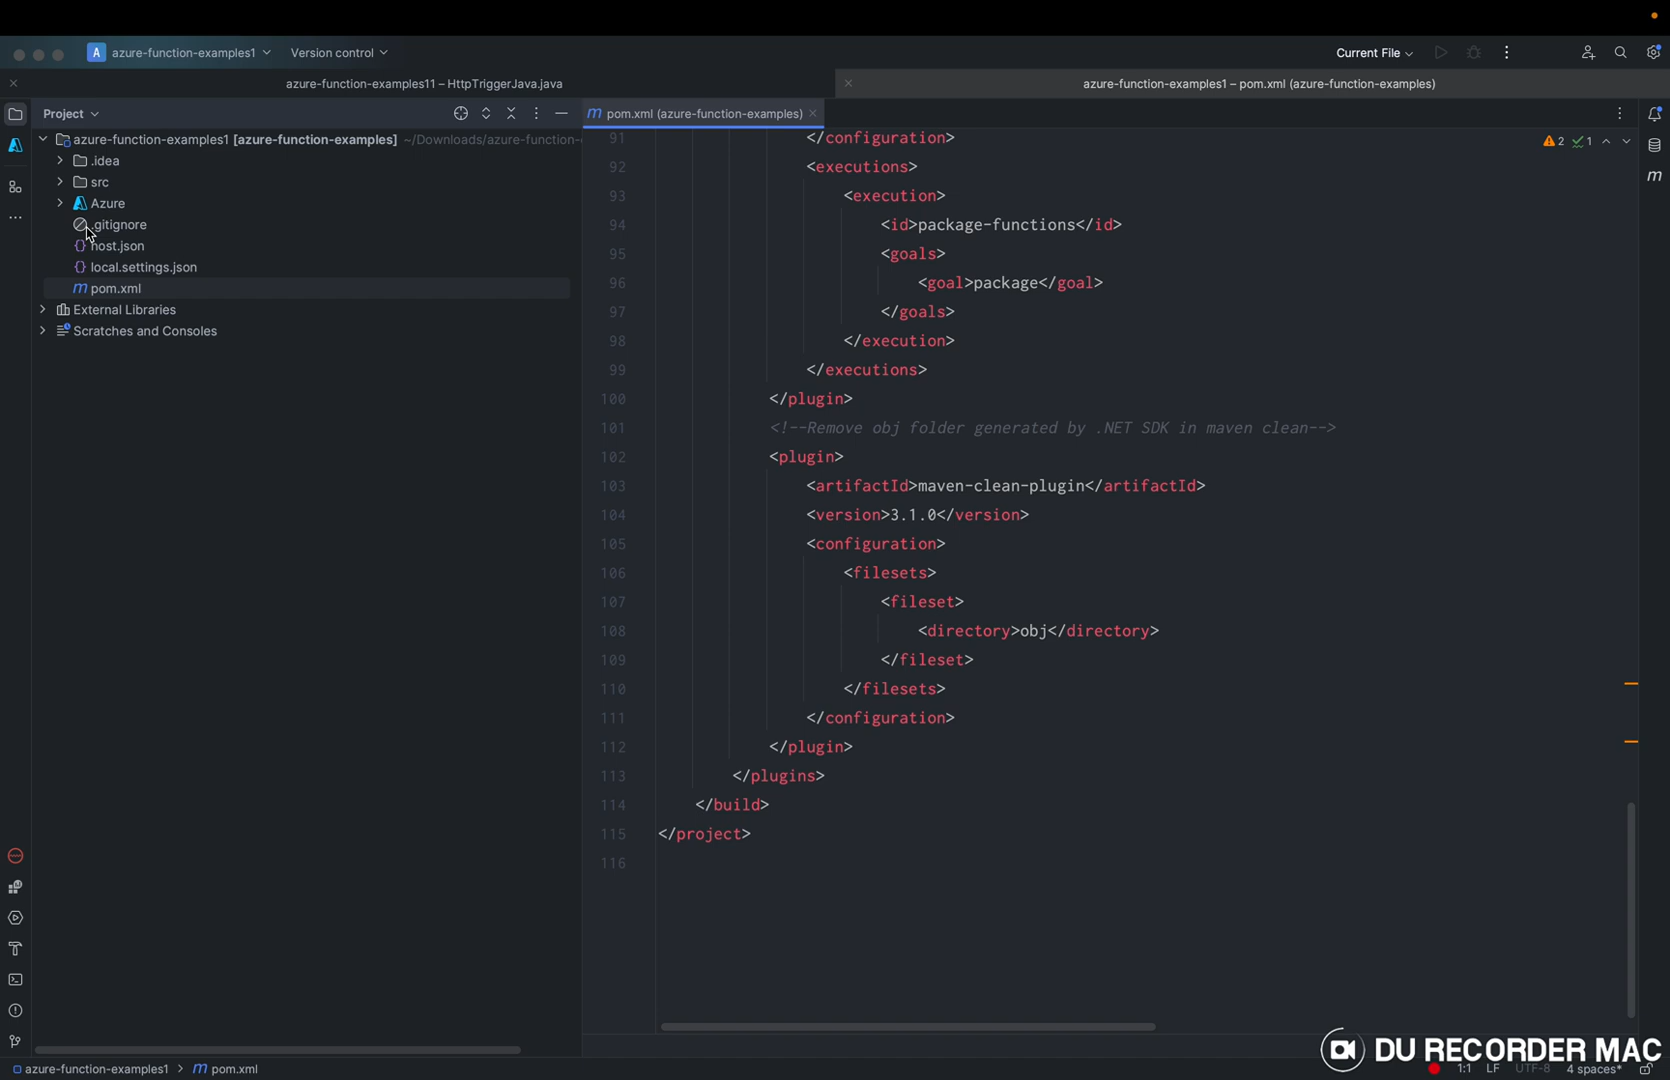 A azure-function-examples1 Version control Current File
azure-function-examples11 – HttpTriggerJava.java azure-function-examples1 – pom.xml (azure-function-examples)
Project
azure-function-examples1 [azure-function-examples] ~/Downloads/azure-function-
.idea
src
Azure
.gitignore
host.json
local.settings.json
m pom.xml
External Libraries
Scratches and Consoles
m pom.xml (azure-function-examples)
2 1
m
91 </configuration>
92 <executions>
93 <execution>
94 <id>package-functions</id>
95 <goals>
96 <goal>package</goal>
97 </goals>
98 </execution>
99 </executions>
100 </plugin>
101 <!--Remove obj folder generated by .NET SDK in maven clean-->
102 <plugin>
103 <artifactId>maven-clean-plugin</artifactId>
104 <version>3.1.0</version>
105 <configuration>
106 <filesets>
107 <fileset>
108 <directory>obj</directory>
109 </fileset>
110 </filesets>
111 </configuration>
112 </plugin>
113 </plugins>
114 </build>
115 </project>
116
DU RECORDER MAC
azure-function-examples1 > m pom.xml 1:1 LF UTF-8 4 spaces*